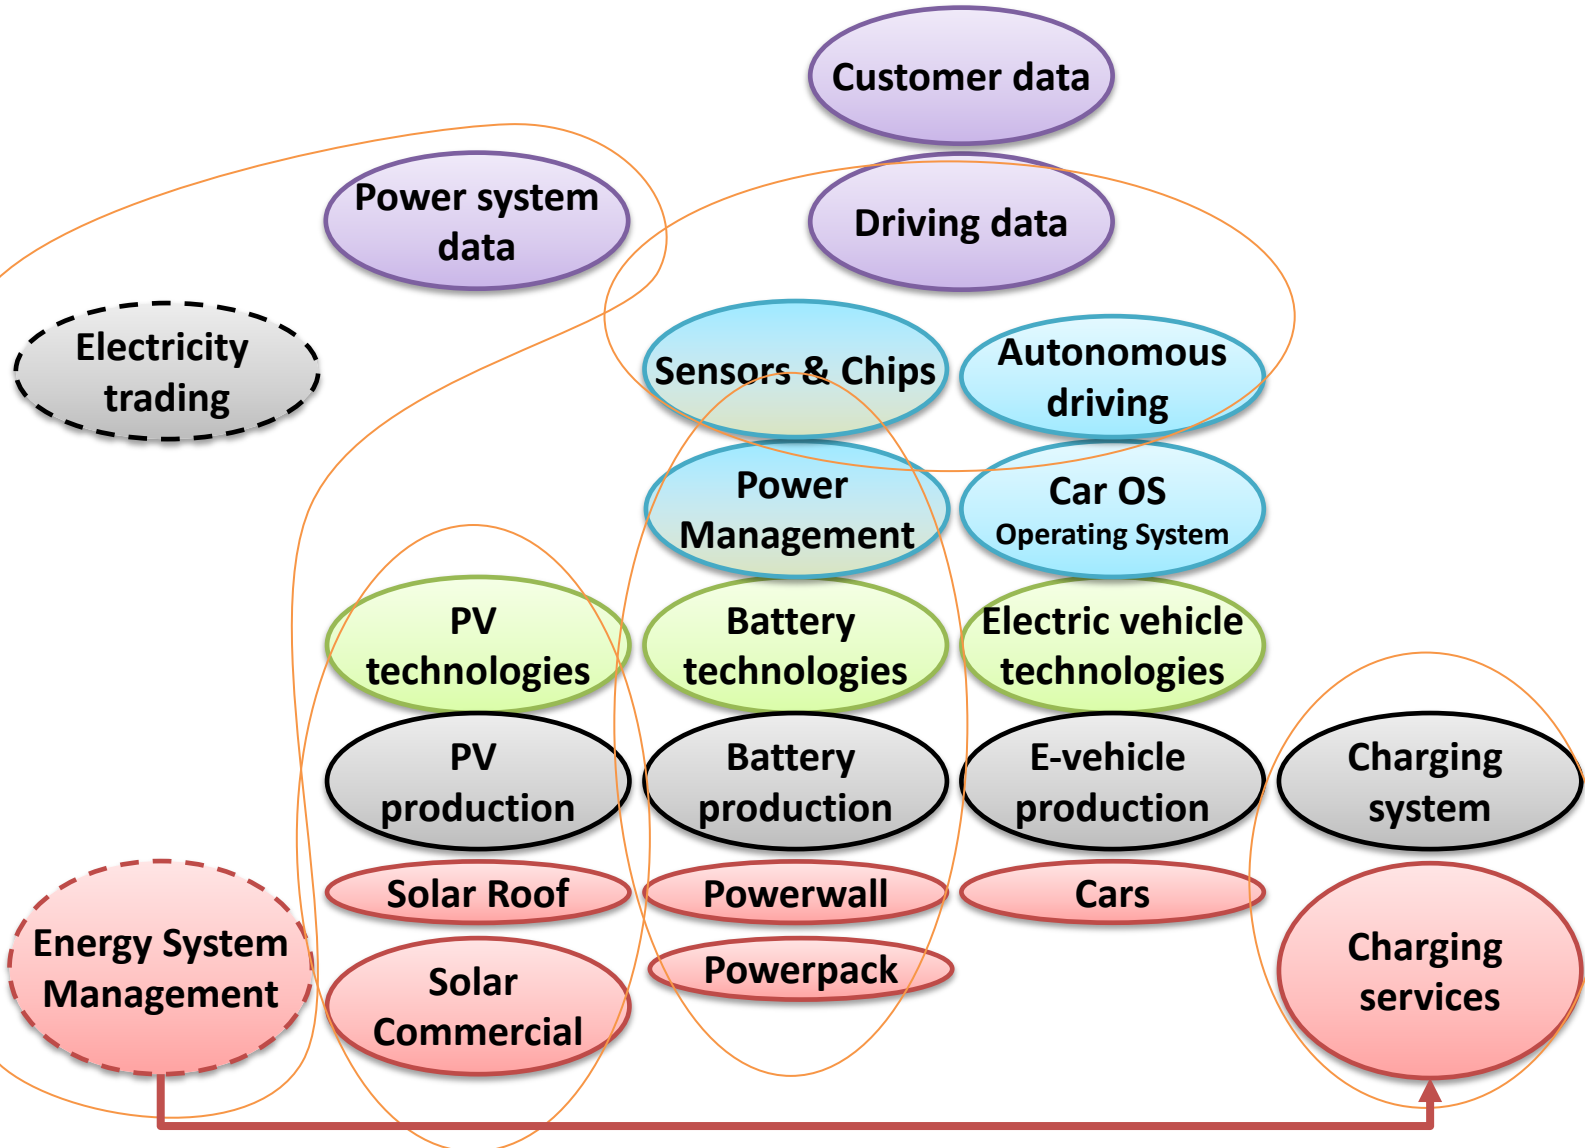 Customer data
Power system
data
Driving data
Electricity
trading
Sensors & Chips
Autonomous
driving
Power
Management
Car OS
Operating System
PV
technologies
Battery
technologies
Electric vehicle
technologies
PV
production
Battery
production
E-vehicle
production
Charging
system
Solar Roof
Powerwall
Cars
Energy System
Management
Solar
Commercial
Powerpack
Charging
services